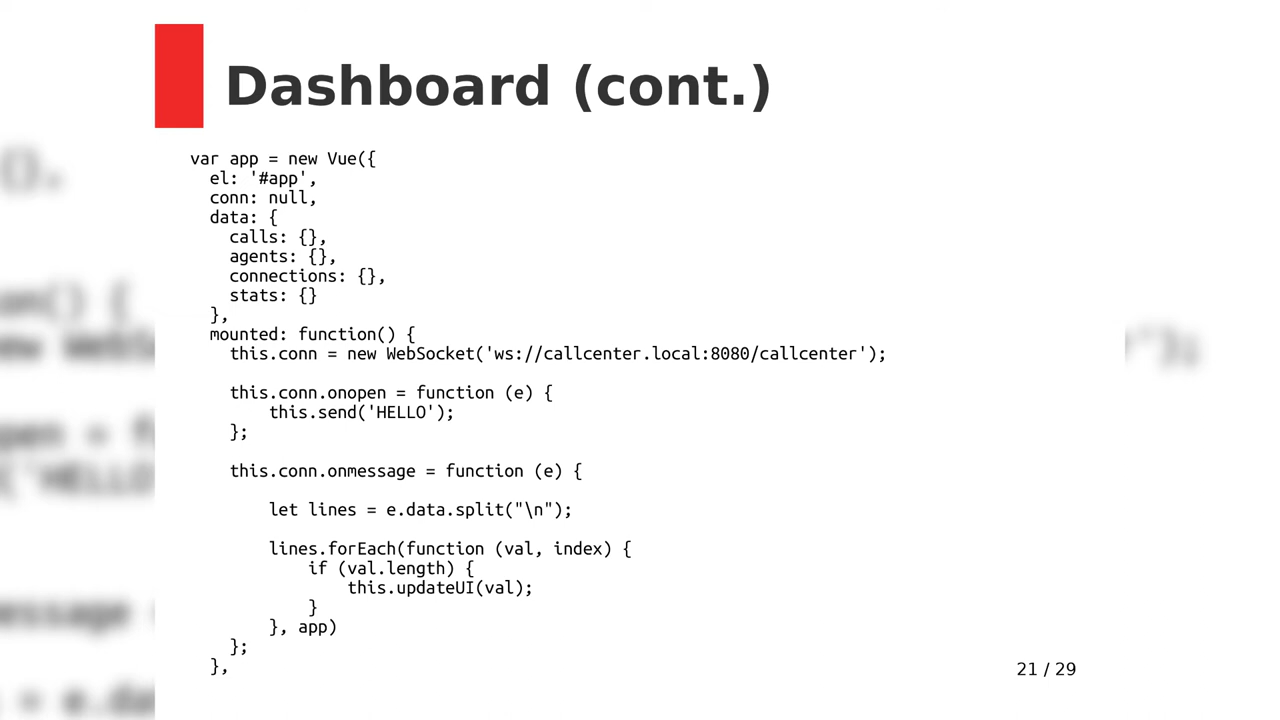 Dashboard (cont.)
var app = new Vue({
  el: '#app',
  conn: null,
  data: {
    calls: {},
    agents: {},
    connections: {},
    stats: {}
  },
  mounted: function() {
    this.conn = new WebSocket('ws://callcenter.local:8080/callcenter');
    this.conn.onopen = function (e) {
        this.send('HELLO');
    };
    this.conn.onmessage = function (e) {
        let lines = e.data.split("\n");
        lines.forEach(function (val, index) {
            if (val.length) {
                this.updateUI(val);
            }
        }, app)
    };
  },
21 / 29